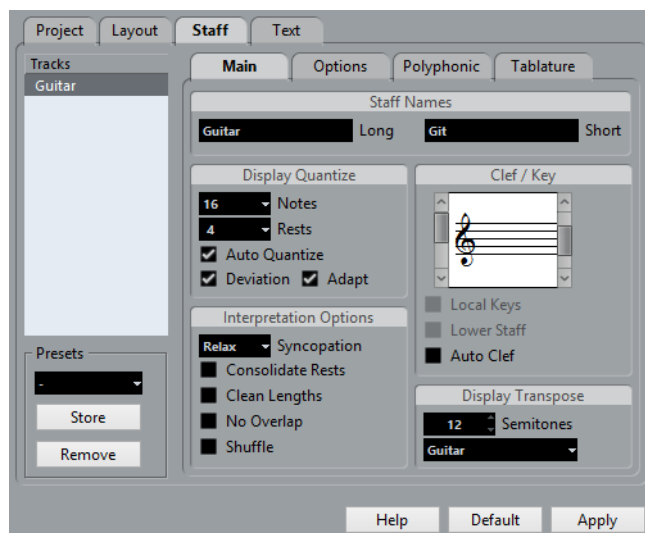 Project Layout Staff Text
Tracks
Guitar
Presets
-
Store
Remove
Main Options Polyphonic Tablature
Staff Names
Guitar Long Git Short
Display Quantize
16 Notes
4 Rests
Auto Quantize
Deviation Adapt
Interpretation Options
Relax Syncopation
Consolidate Rests
Clean Lengths
No Overlap
Shuffle
Clef / Key
Local Keys
Lower Staff
Auto Clef
Display Transpose
12 Semitones
Guitar
Help Default Apply